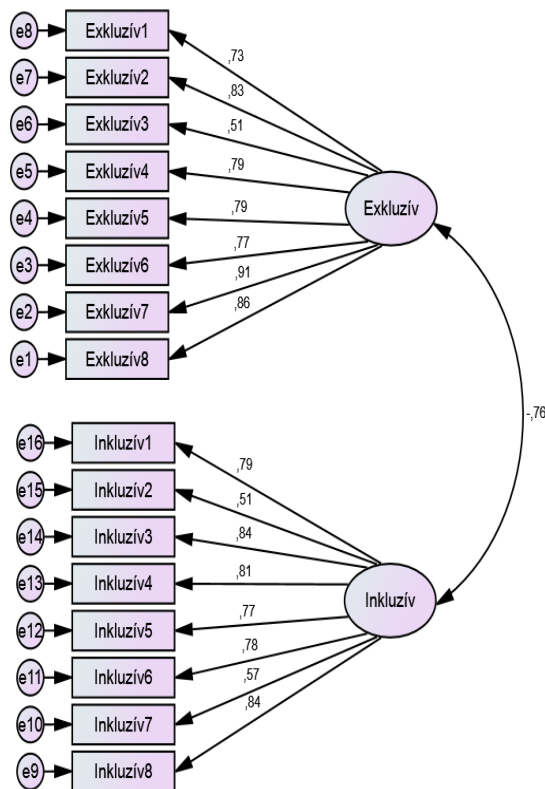 e8 Exkluzív1 ,73
e7 Exkluzív2 ,83
e6 Exkluzív3 ,51
e5 Exkluzív4 ,79
Exkluzív
e4 Exkluzív5 ,79
e3 Exkluzív6 ,77
e2 Exkluzív7 ,91
e1 Exkluzív8 ,86
-,76
e16 Inkluzív1 ,79
e15 Inkluzív2 ,51
e14 Inkluzív3 ,84
e13 Inkluzív4 ,81
Inkluzív
e12 Inkluzív5 ,77
e11 Inkluzív6 ,78
e10 Inkluzív7 ,57
e9 Inkluzív8 ,84